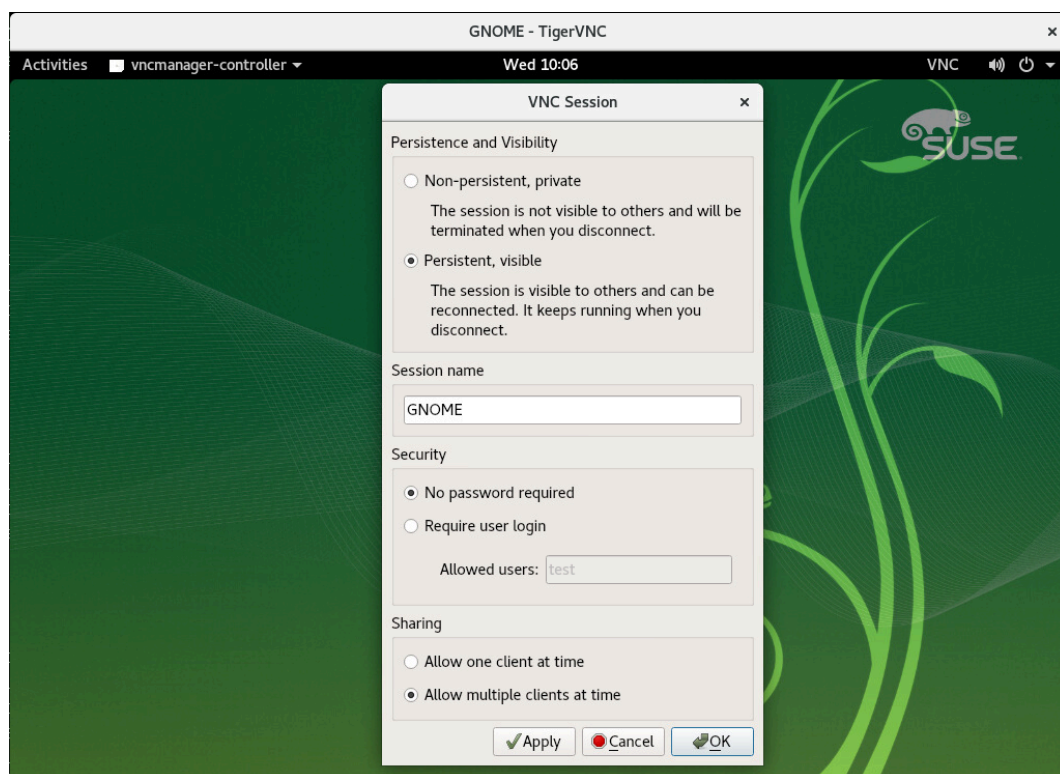 GNOME - TigerVNC
Activities vncmanager-controller Wed 10:06 VNC
VNC Session
SUSE.
Persistence and Visibility
Non-persistent, private
The session is not visible to others and will be
terminated when you disconnect.
Persistent, visible
The session is visible to others and can be
reconnected. It keeps running when you
disconnect.
Session name
GNOME
Security
No password required
Require user login
Allowed users: test
Sharing
Allow one client at time
Allow multiple clients at time
Apply Cancel OK